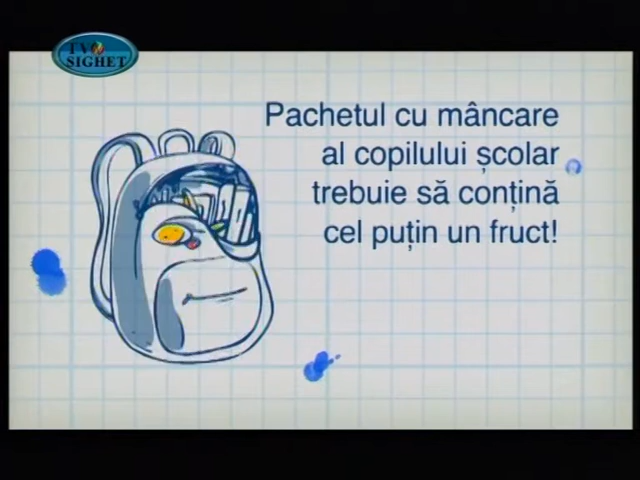 TV SIGHET
Pachetul cu mâncare
al copilului școlar
trebuie să conțină
cel puțin un fruct!